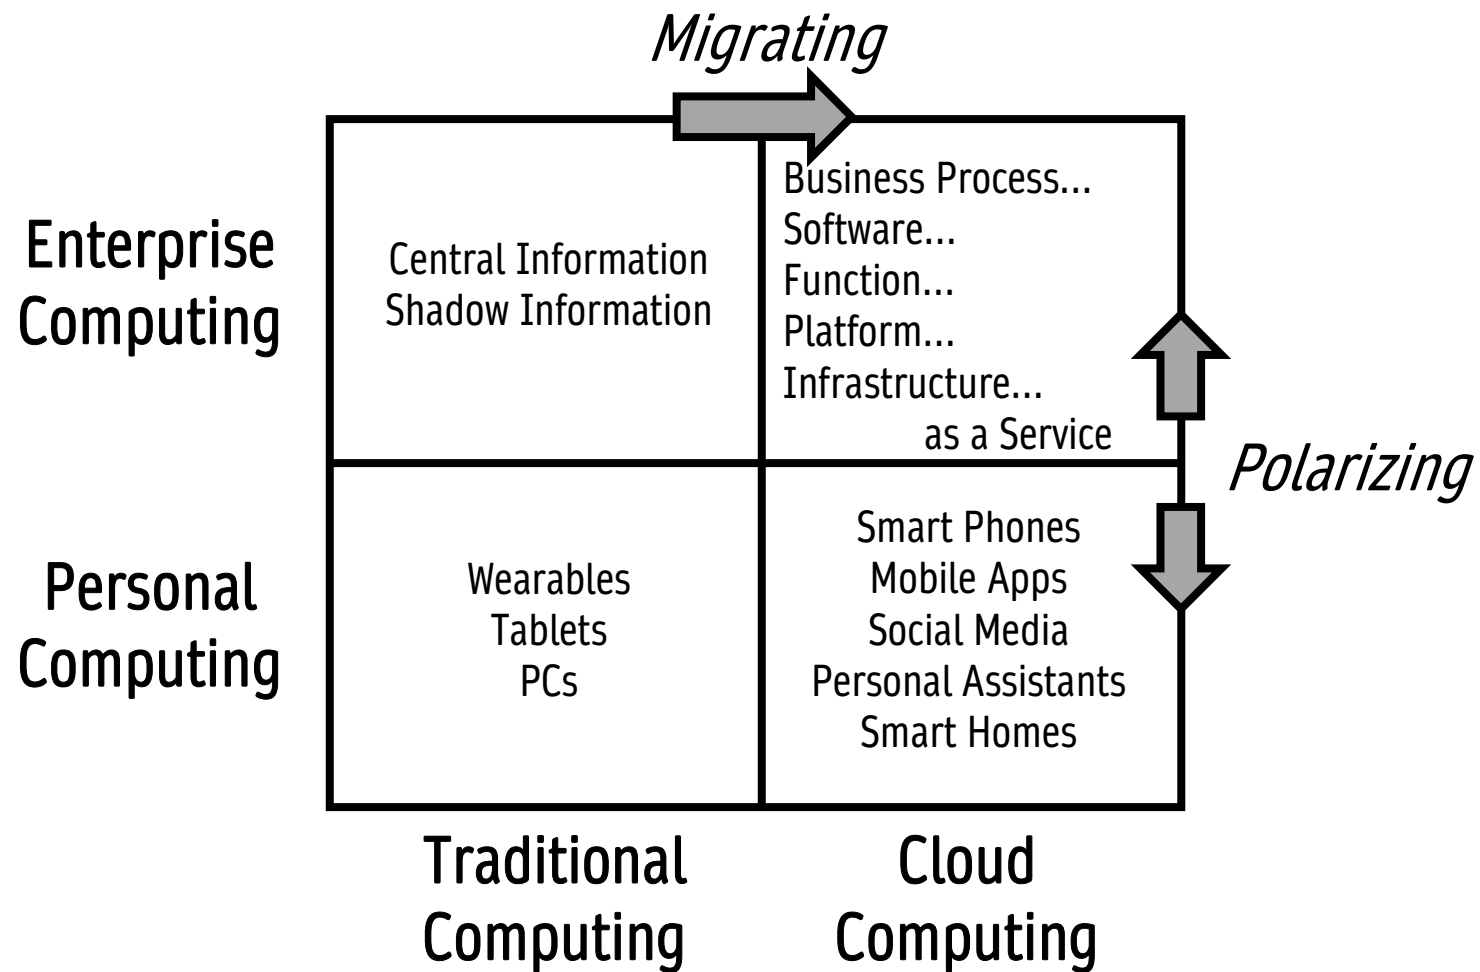 Migrating
Enterprise
Computing
Central Information
Shadow Information
Business Process...
Software...
Function...
Platform...
Infrastructure...
as a Service
Polarizing
Personal
Computing
Wearables
Tablets
PCs
Smart Phones
Mobile Apps
Social Media
Personal Assistants
Smart Homes
Traditional
Computing
Cloud
Computing